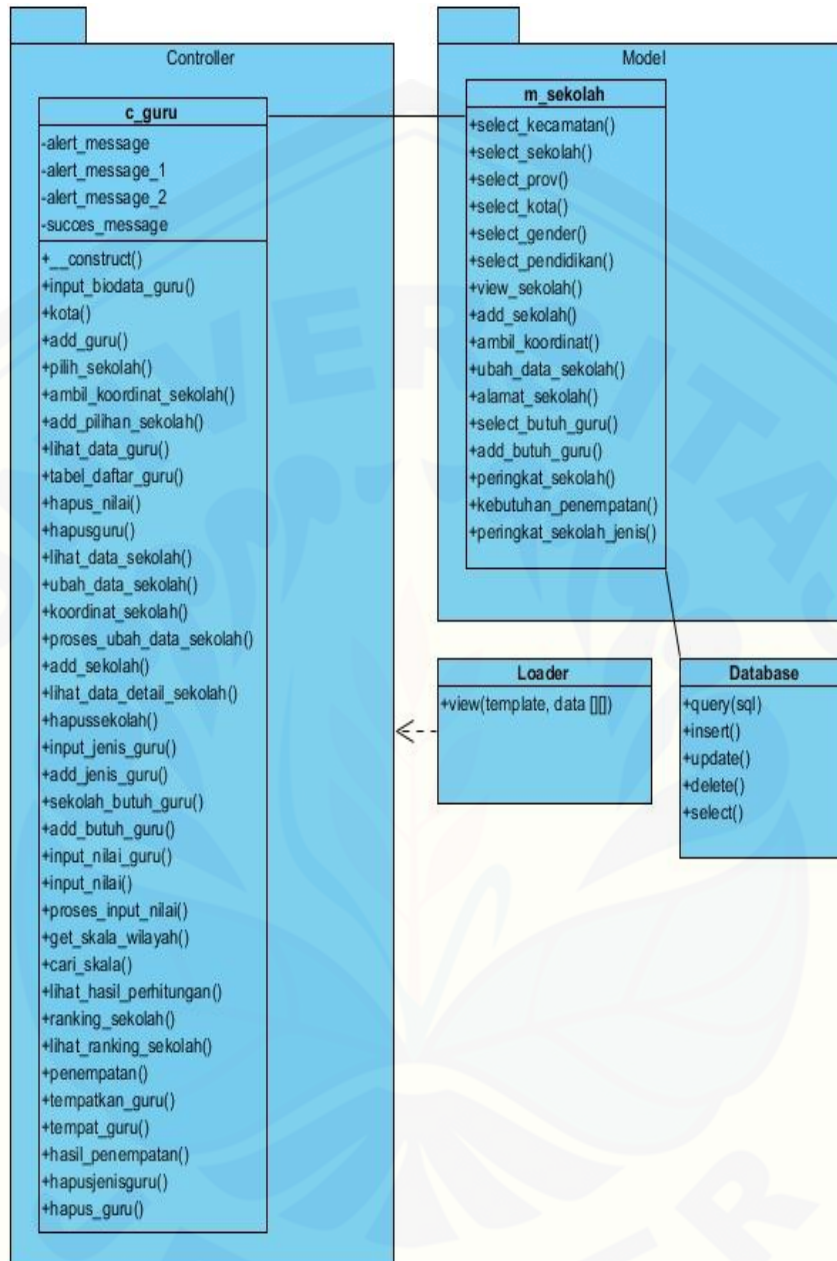 Controller
c_guru
-alert_message
-alert_message_1
-alert_message_2
-succes_message
+__construct()
+input_biodata_guru()
+kota()
+add_guru()
+pilih_sekolah()
+ambil_koordinat_sekolah()
+add_pilihan_sekolah()
+lihat_data_guru()
+tabel_daftar_guru()
+hapus_nilai()
+hapusguru()
+lihat_data_sekolah()
+ubah_data_sekolah()
+koordinat_sekolah()
+proses_ubah_data_sekolah()
+add_sekolah()
+lihat_data_detail_sekolah()
+hapussekolah()
+input_jenis_guru()
+add_jenis_guru()
+sekolah_butuh_guru()
+add_butuh_guru()
+input_nilai_guru()
+input_nilai()
+proses_input_nilai()
+get_skala_wilayah()
+cari_skala()
+lihat_hasil_perhitungan()
+ranking_sekolah()
+lihat_ranking_sekolah()
+penempatan()
+tempatkan_guru()
+tempat_guru()
+hasil_penempatan()
+hapusjenisguru()
+hapus_guru()
Model
m_sekolah
+select_kecamatan()
+select_sekolah()
+select_prov()
+select_kota()
+select_gender()
+select_pendidikan()
+view_sekolah()
+add_sekolah()
+ambil_koordinat()
+ubah_data_sekolah()
+alamat_sekolah()
+select_butuh_guru()
+add_butuh_guru()
+peringkat_sekolah()
+kebutuhan_penempatan()
+peringkat_sekolah_jenis()
Loader
+view(template, data [][])
Database
+query(sql)
+insert()
+update()
+delete()
+select()